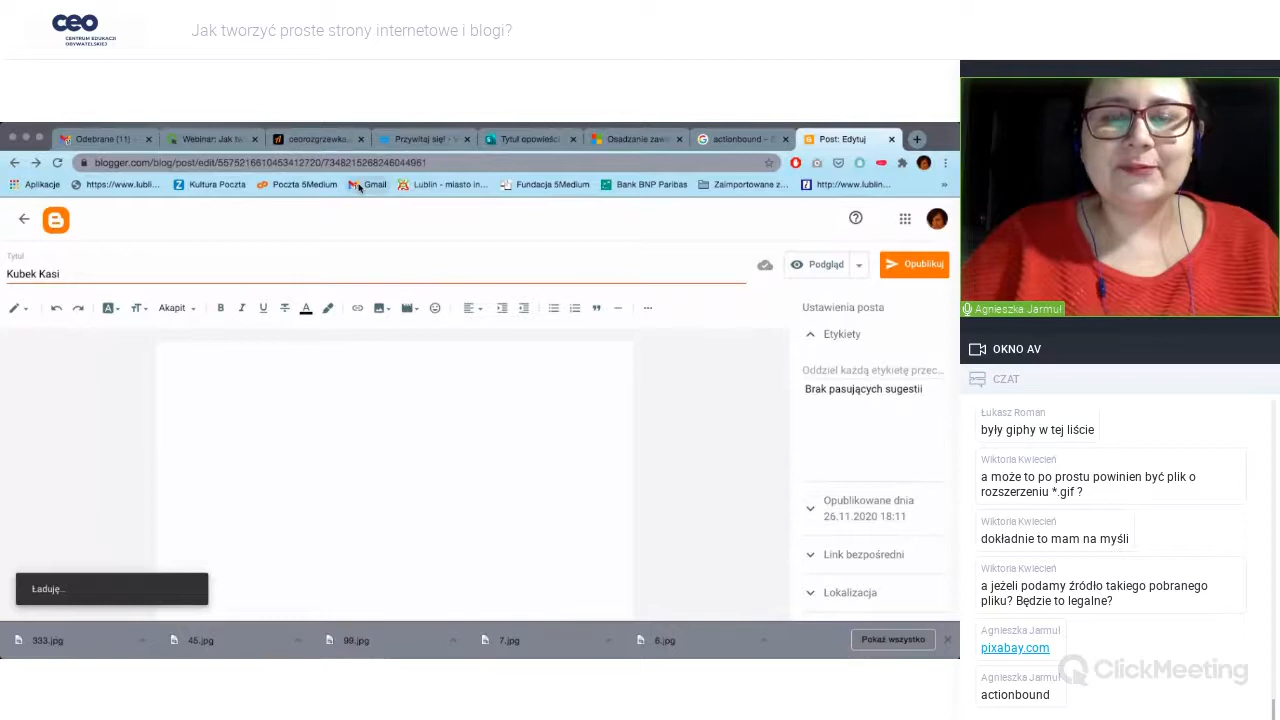 ceo
CENTRUM EDUKACJI
OBYWATELSKIEJ
Jak tworzyć proste strony internetowe i blogi?
Odebrane (11) -
Webinar: Jak tw
ceorozgrzewka.
Przywitaj się! - V
Tytuł opowieści
Osadzanie zaw
actionbound –
Post: Edytuj
blogger.com/blog/post/edit/5575216610453412720/7348215268246044961
Aplikacje
https://www.lubli...
Kultura Poczta
Poczta 5Medium
Gmail
Lublin - miasto in...
Fundacja 5Medium
Bank BNP Paribas
Zaimportowane z...
http://www.lublin...
Tytuł
Kubek Kasi
Podgląd
Opublikuj
Akapit
Ustawienia posta
Etykiety
Oddziel każdą etykietę przec...
Brak pasujących sugestii
Opublikowane dnia
26.11.2020 18:11
Link bezpośredni
Lokalizacja
Ładuję...
333.jpg
45.jpg
99.jpg
7.jpg
6.jpg
Pokaż wszystko
Agnieszka Jarmuł
OKNO AV
CZAT
Łukasz Roman
były giphy w tej liście
Wiktoria Kwiecień
a może to po prostu powinien być plik o
rozszerzeniu *.gif ?
Wiktoria Kwiecień
dokładnie to mam na myśli
Wiktoria Kwiecień
a jeżeli podamy źródło takiego pobranego
pliku? Będzie to legalne?
Agnieszka Jarmuł
pixabay.com
Agnieszka Jarmuł
actionbound
ClickMeeting